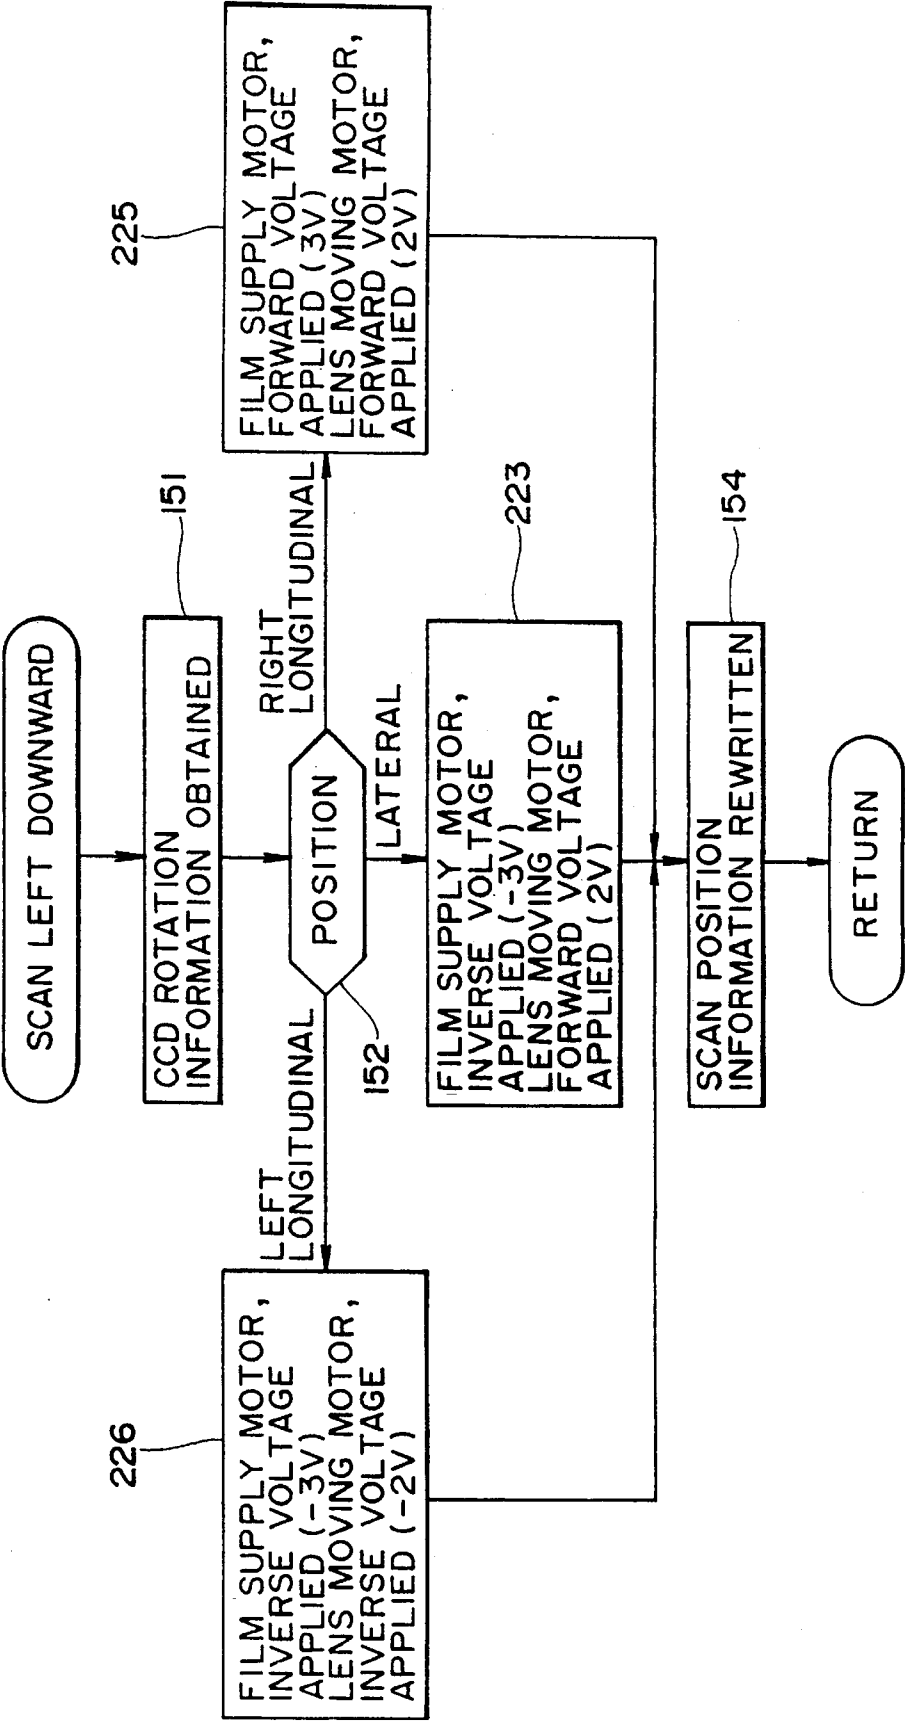 SCAN LEFT DOWNWARD
151
CCD ROTATION
INFORMATION OBTAINED
152
POSITION
LEFT
LONGITUDINAL
RIGHT
LONGITUDINAL
LATERAL
226
FILM SUPPLY MOTOR,
INVERSE VOLTAGE
APPLIED (-3V)
LENS MOVING MOTOR,
INVERSE VOLTAGE
APPLIED (-2V)
223
FILM SUPPLY MOTOR,
INVERSE VOLTAGE
APPLIED (-3V)
LENS MOVING MOTOR,
FORWARD VOLTAGE
APPLIED (2V)
225
FILM SUPPLY MOTOR,
FORWARD VOLTAGE
APPLIED (3V)
LENS MOVING MOTOR,
FORWARD VOLTAGE
APPLIED (2V)
154
SCAN POSITION
INFORMATION REWRITTEN
RETURN